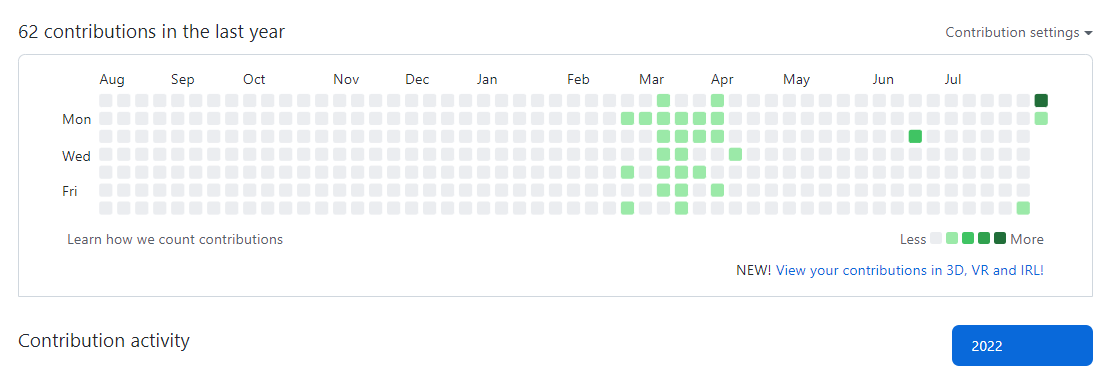 62 contributions in the last year
Contribution settings
Aug Sep Oct Nov Dec Jan Feb Mar Apr May Jun Jul
Mon
Wed
Fri
Learn how we count contributions
Less More
NEW! View your contributions in 3D, VR and IRL!
Contribution activity
2022